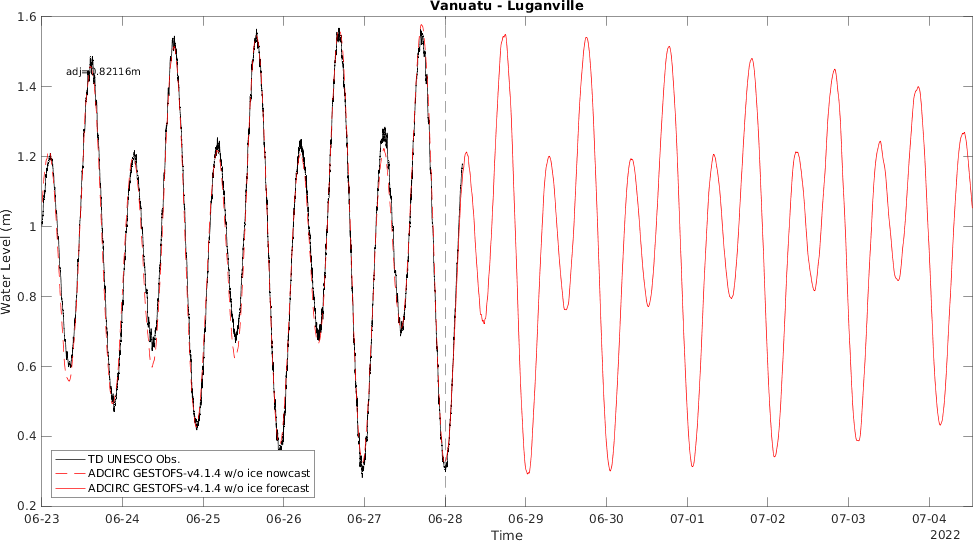 Vanuatu - Luganville
1.6
1.4
1.2
1
0.8
0.6
0.4
0.2
Water Level (m)
adj=0.82116m
TD UNESCO Obs.
ADCIRC GESTOFS-v4.1.4 w/o ice nowcast
ADCIRC GESTOFS-v4.1.4 w/o ice forecast
06-23 06-24 06-25 06-26 06-27 06-28 06-29 06-30 07-01 07-02 07-03 07-04
Time
2022